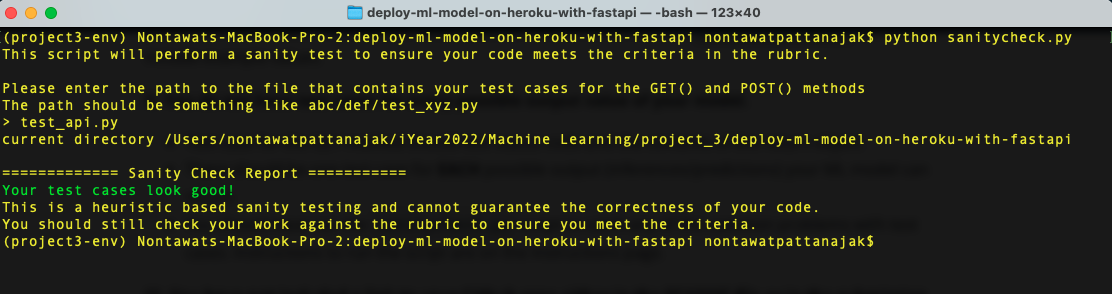 deploy-ml-model-on-heroku-with-fastapi — -bash — 123×40
(project3-env) Nontawats-MacBook-Pro-2:deploy-ml-model-on-heroku-with-fastapi nontawatpattanajak$ python sanitycheck.py
This script will perform a sanity test to ensure your code meets the criteria in the rubric.
Please enter the path to the file that contains your test cases for the GET() and POST() methods
The path should be something like abc/def/test_xyz.py
> test_api.py
current directory /Users/nontawatpattanajak/iYear2022/Machine Learning/project_3/deploy-ml-model-on-heroku-with-fastapi
============= Sanity Check Report ===========
Your test cases look good!
This is a heuristic based sanity testing and cannot guarantee the correctness of your code.
You should still check your work against the rubric to ensure you meet the criteria.
(project3-env) Nontawats-MacBook-Pro-2:deploy-ml-model-on-heroku-with-fastapi nontawatpattanajak$